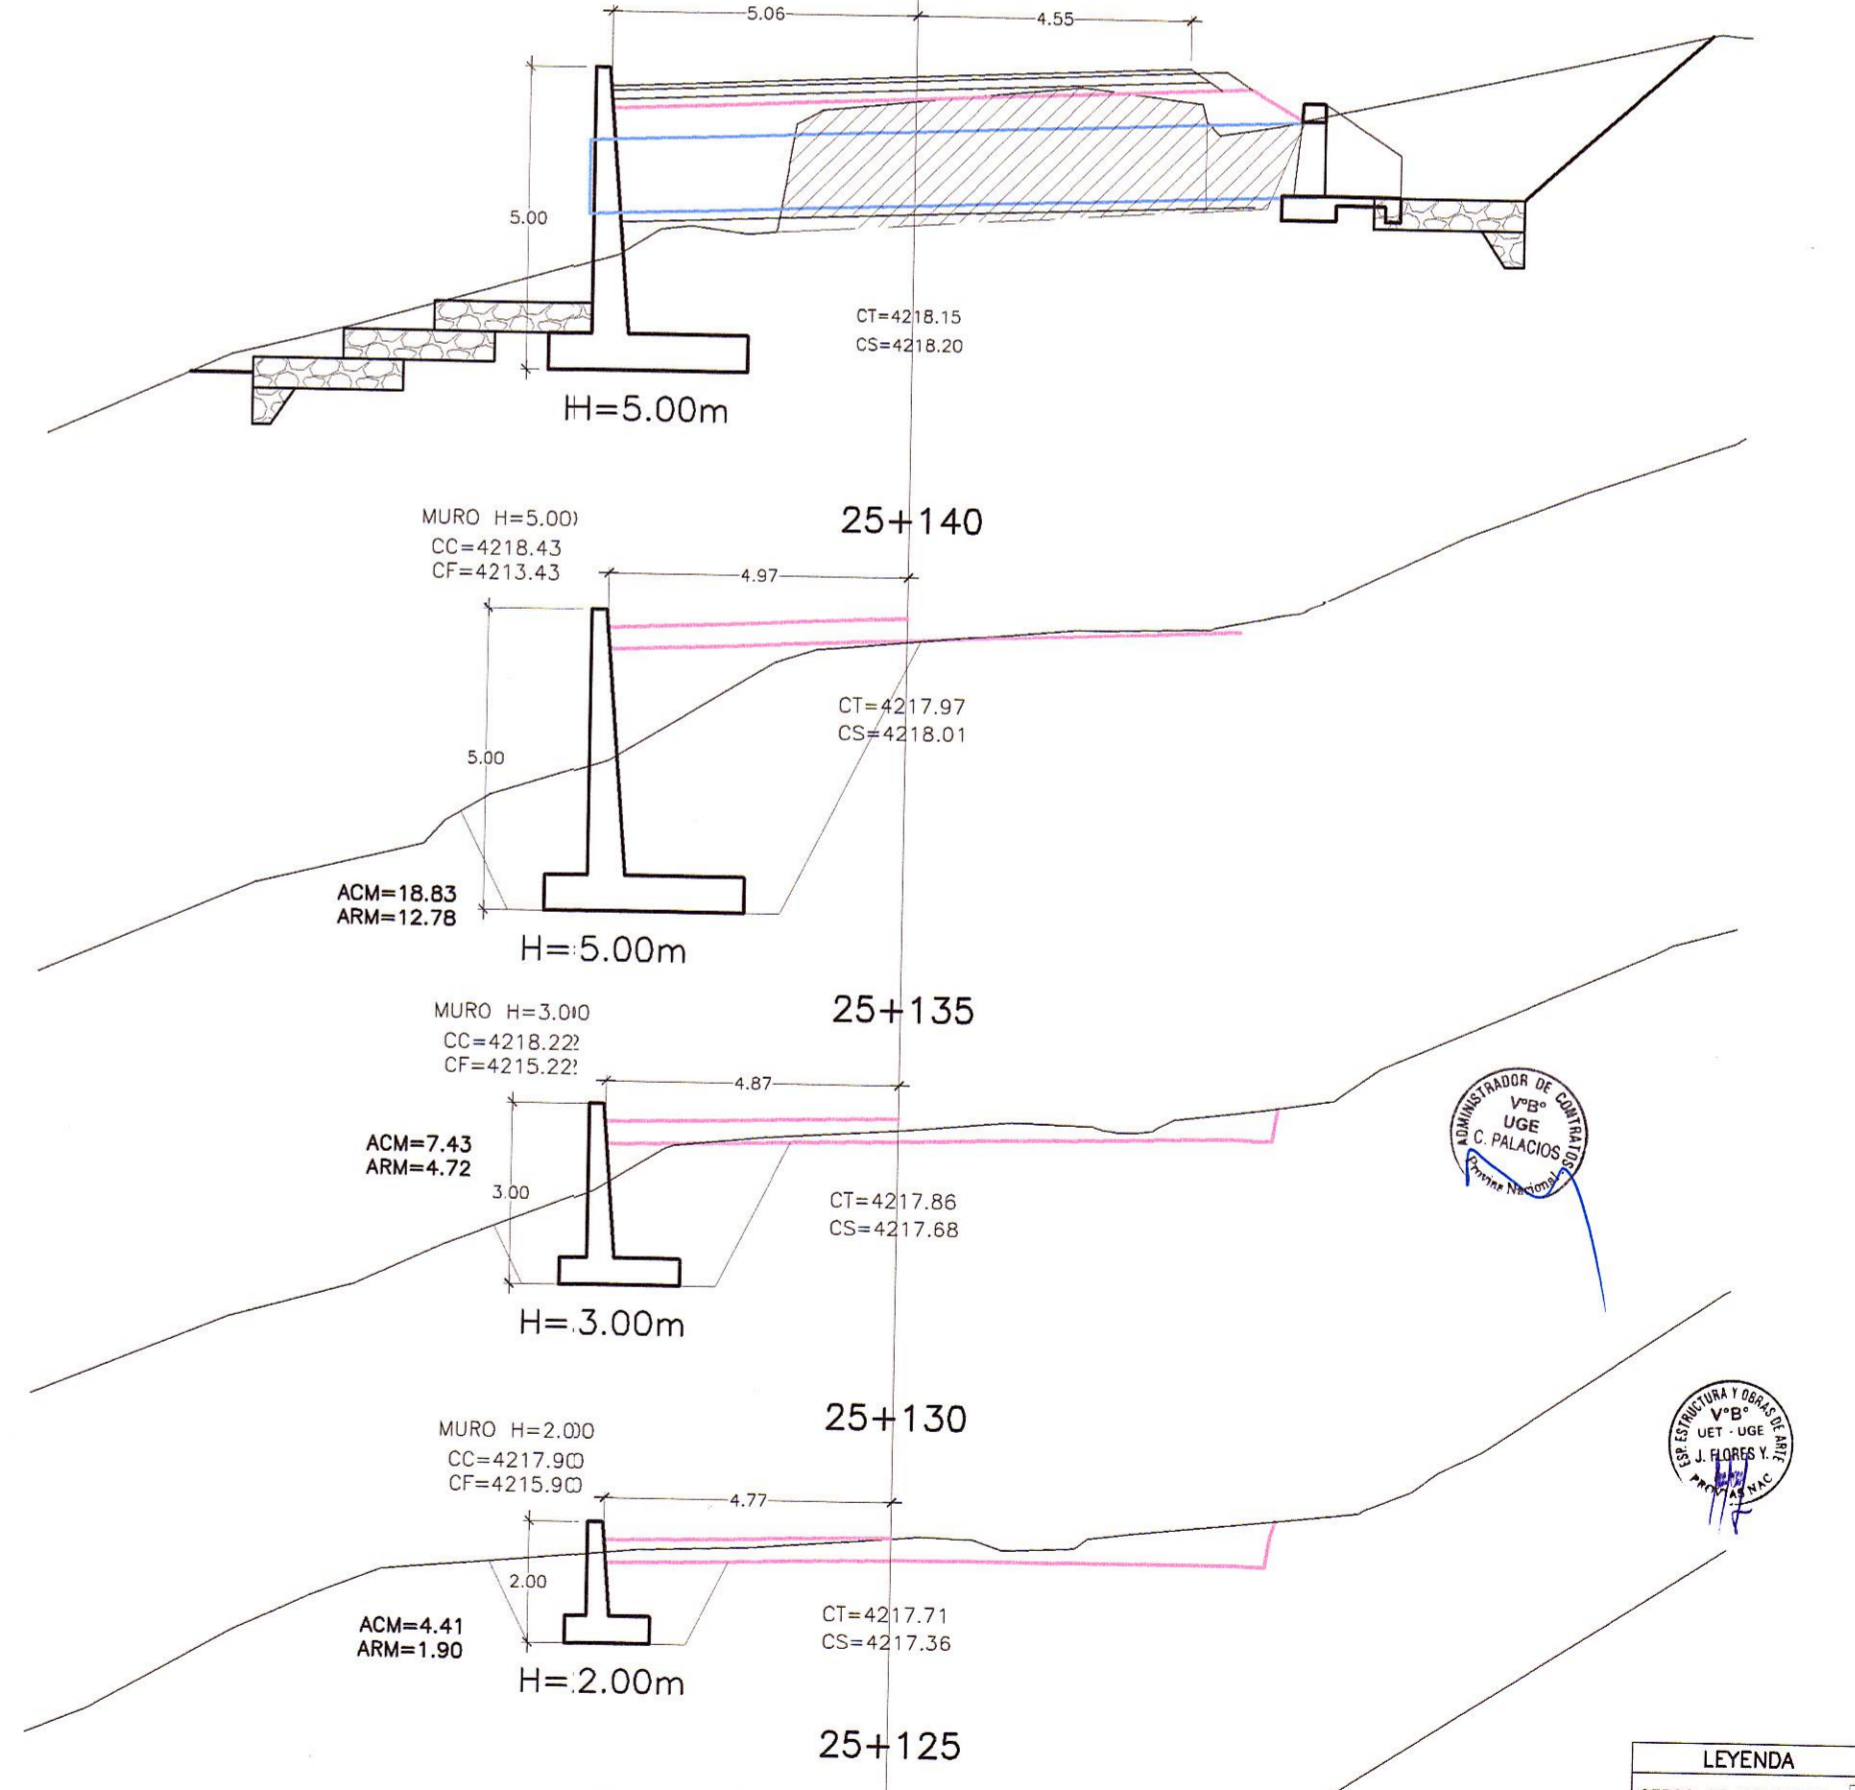 5.06
4.55
5.00
CT=4218.15
CS=4218.20
H=5.00m
25+140
MURO H=5.00
CC=4218.43
CF=4213.43
4.97
5.00
CT=4217.97
CS=4218.01
ACM=18.83
ARM=12.78
H=5.00m
25+135
MURO H=3.00
CC=4218.22
CF=4215.22
4.87
ACM=7.43
ARM=4.72
3.00
CT=4217.86
CS=4217.68
H=3.00m
ADMINISTRADOR DE CONTRATOS
V°B°
UGE
C. PALACIOS
Provias Nacional
25+130
MURO H=2.00
CC=4217.90
CF=4215.90
4.77
2.00
CT=4217.71
CS=4217.36
ACM=4.41
ARM=1.90
H=2.00m
ESP. ESTRUCTURA Y OBRAS DE ARTE
V°B°
UET - UGE
J. FLORES Y.
PROVIAS NAC
25+125
LEYENDA